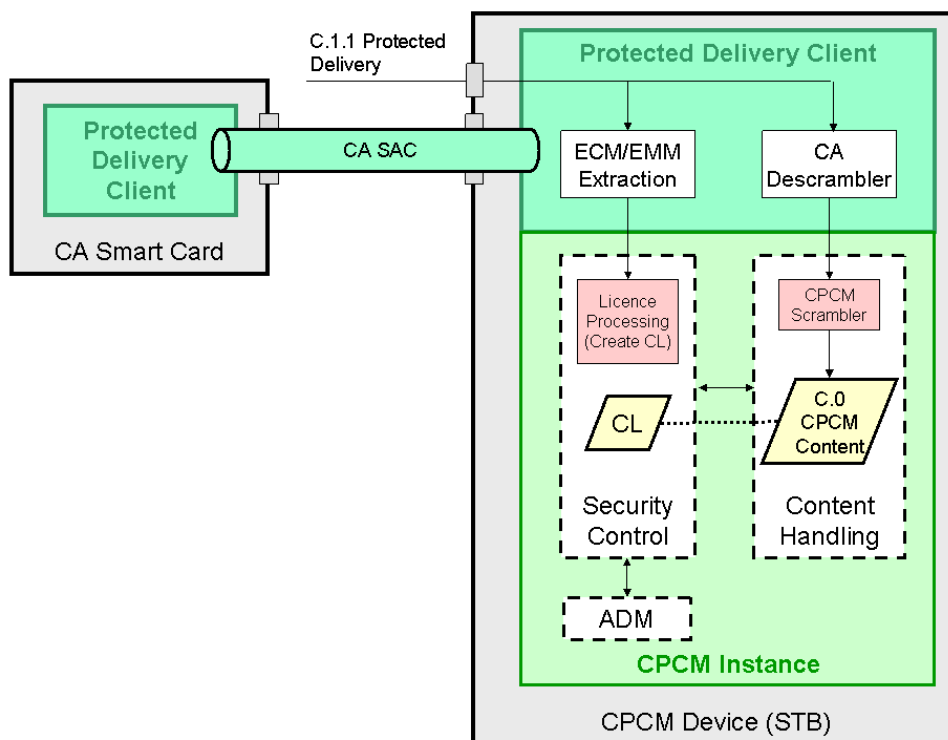 C.1.1 Protected
Delivery
Protected Delivery Client
Protected
Delivery
Client
CA SAC
ECM/EMM
Extraction
CA
Descrambler
CA Smart Card
Licence
Processing
(Create CL)
CPCM
Scrambler
CL
C.0
CPCM
Content
Security
Control
Content
Handling
ADM
CPCM Instance
CPCM Device (STB)